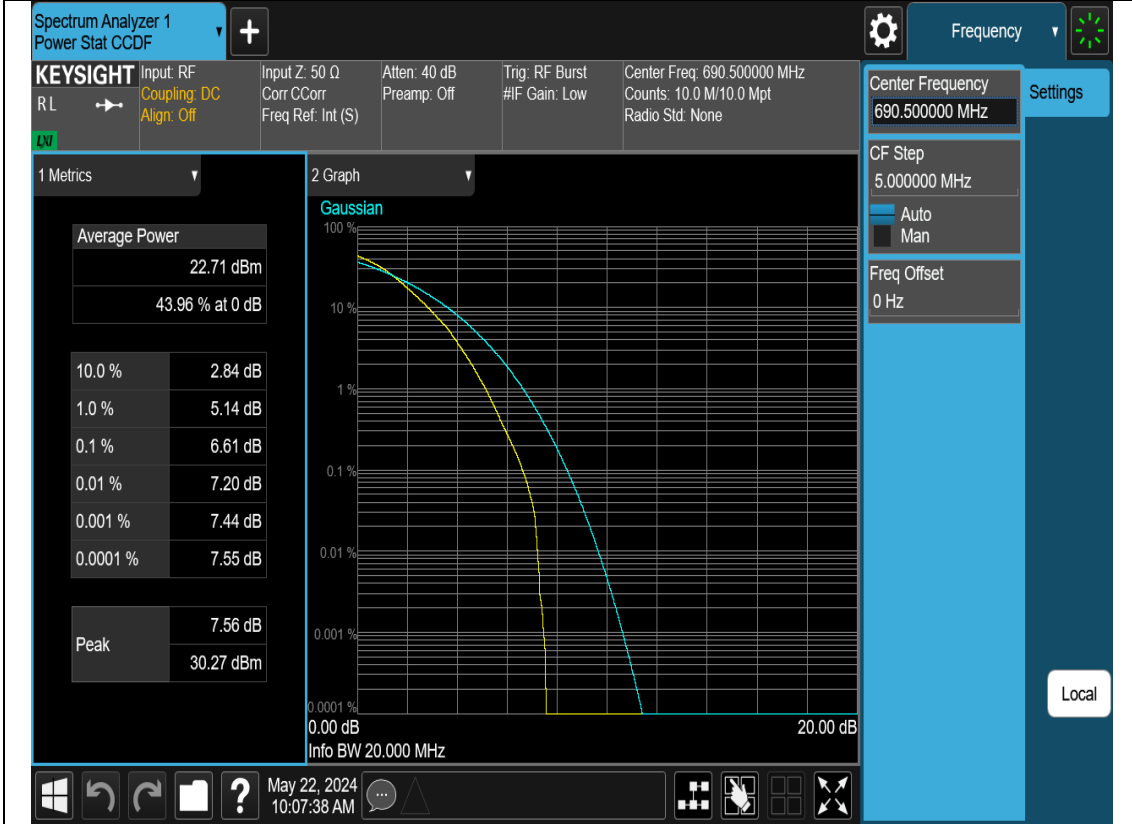 Spectrum Analyzer 1
Power Stat CCDF
+
Frequency
KEYSIGHT
RL
LXI
Input: RF
Coupling: DC
Align: Off
Input Z: 50 Ω
Corr CCorr
Freq Ref: Int (S)
Atten: 40 dB
Preamp: Off
Trig: RF Burst
#IF Gain: Low
Center Freq: 690.500000 MHz
Counts: 10.0 M/10.0 Mpt
Radio Std: None
1 Metrics
Average Power
22.71 dBm
43.96 % at 0 dB
10.0 % 2.84 dB
1.0 % 5.14 dB
0.1 % 6.61 dB
0.01 % 7.20 dB
0.001 % 7.44 dB
0.0001 % 7.55 dB
Peak
7.56 dB
30.27 dBm
2 Graph
Gaussian
100 %
10 %
1 %
0.1 %
0.01 %
0.001 %
0.0001 %
0.00 dB 20.00 dB
Info BW 20.000 MHz
Center Frequency
690.500000 MHz
CF Step
5.000000 MHz
Auto
Man
Freq Offset
0 Hz
Settings
Local
?
May 22, 2024
10:07:38 AM